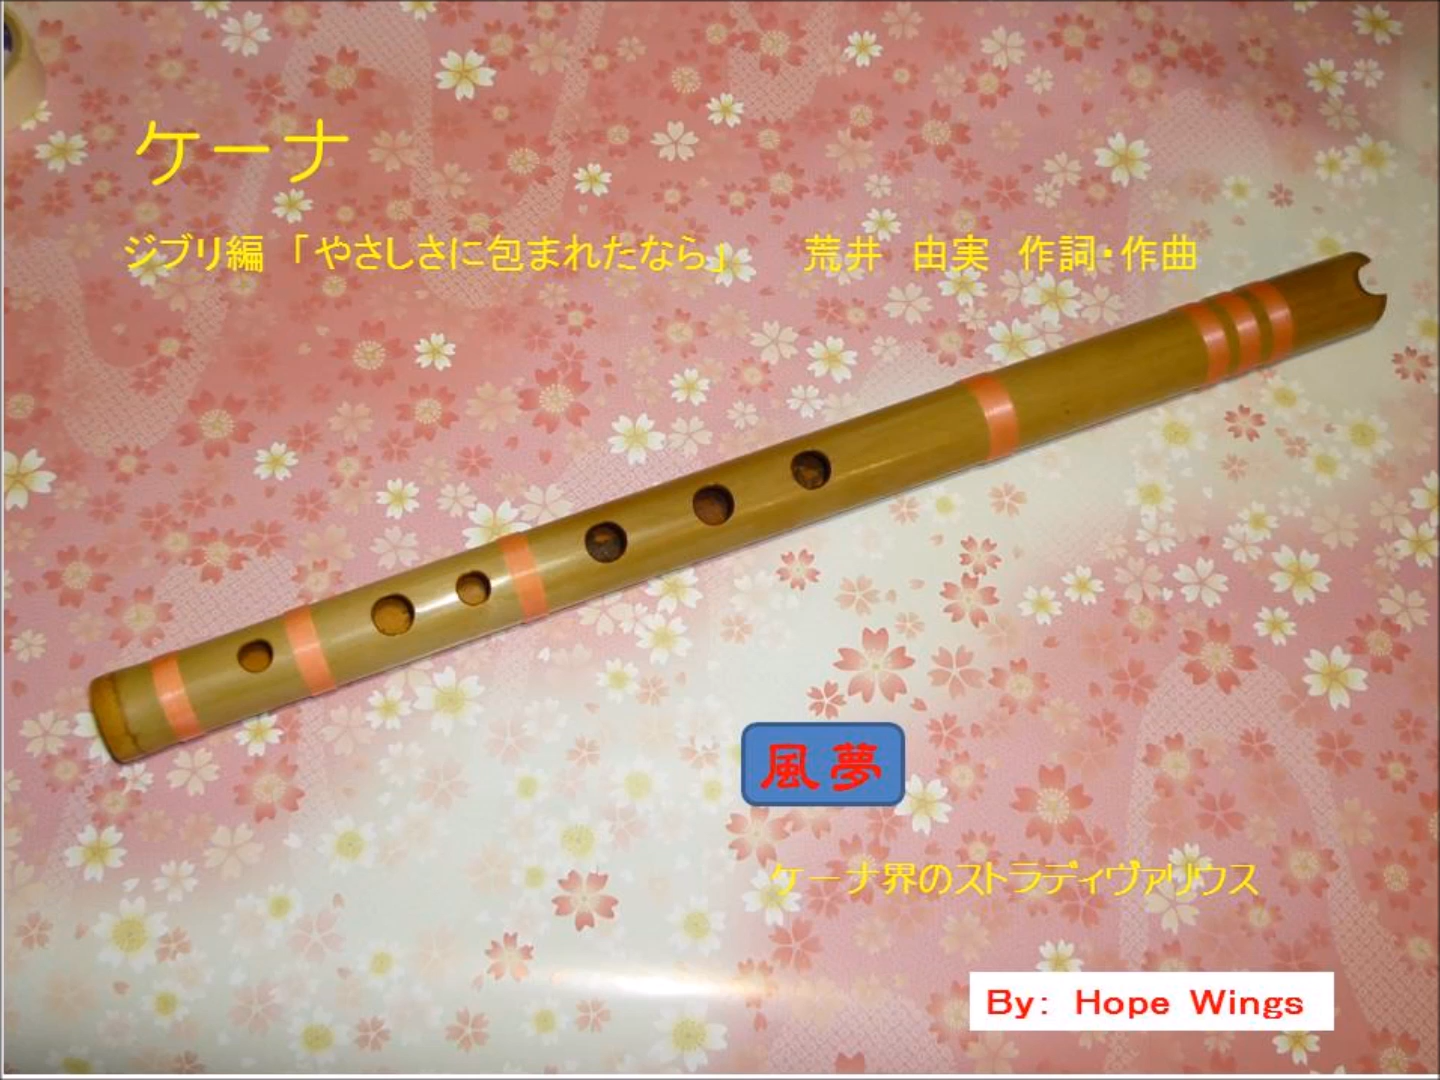 ケーナ
ジブリ編 「やさしさに包まれたなら」 荒井 由実 作詞・作曲
風夢
ケーナ界のストラディヴァリウス
By: Hope Wings